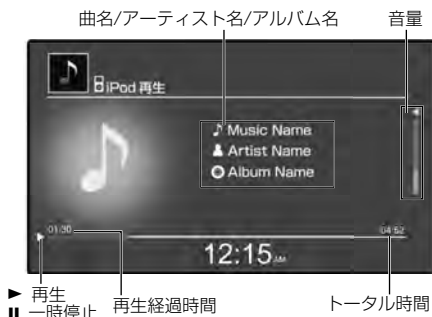 曲名/アーティスト名/アルバム名
音量
iPod 再生
Music Name
Artist Name
Album Name
01:30
04:52
12:15 AM
► 再生
II 一時停止
再生経過時間
トータル時間